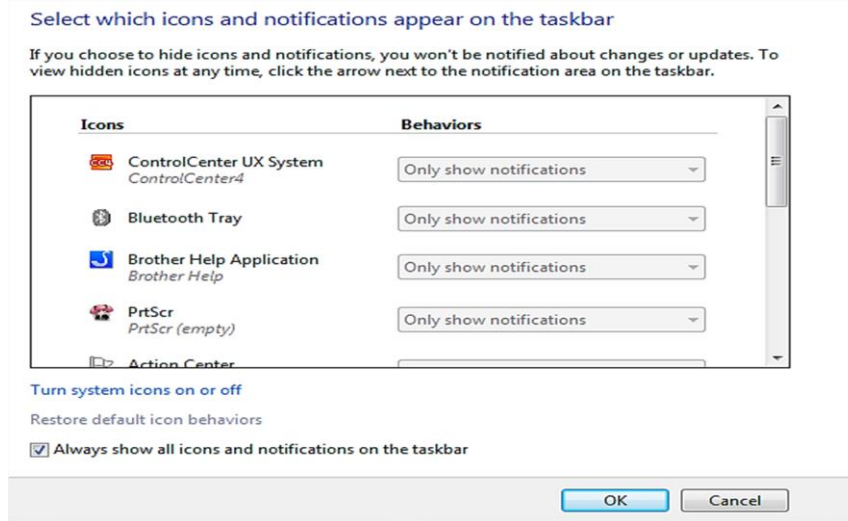 Select which icons and notifications appear on the taskbar
If you choose to hide icons and notifications, you won't be notified about changes or updates. To
view hidden icons at any time, click the arrow next to the notification area on the taskbar.
Icons Behaviors
CC4 ControlCenter UX System Only show notifications
ControlCenter4
Bluetooth Tray Only show notifications
Brother Help Application Only show notifications
Brother Help
PrtScr Only show notifications
PrtScr (empty)
Action Center
Turn system icons on or off
Restore default icon behaviors
Always show all icons and notifications on the taskbar
OK Cancel